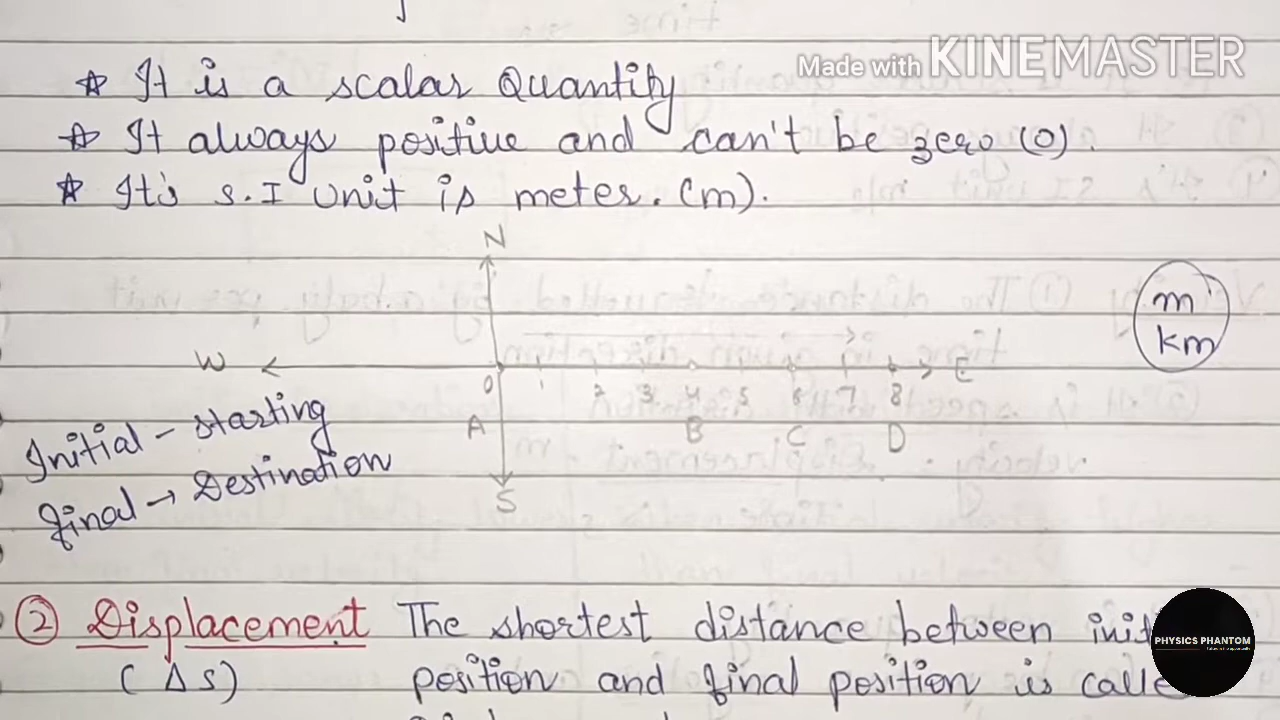 Made with KINEMASTER
☆ It is a scalar Quantity
☆ It always positive and can't be zero (0).
☆ It's S.I Unit is meter. (m).
N
m
km
W E
0 1 2 3 4 5 6 7 8
A B C D
S
Initial - starting
final → Destination
② Displacement The shortest distance between init
(Δs) position and final position is calle
PHYSICS PHANTOM